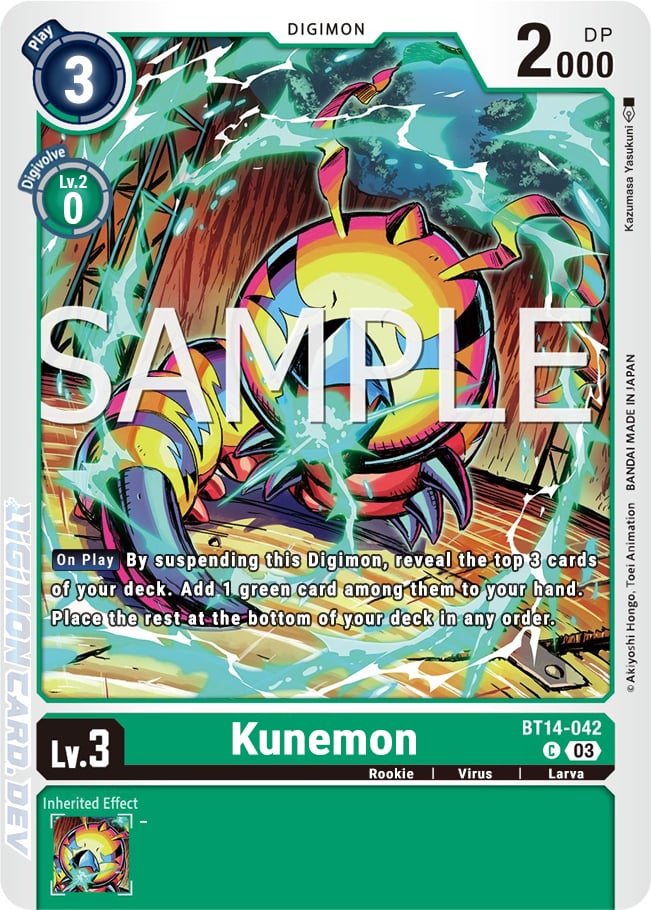 DIGIMON
Play
3
DP
2000
Digivolve
Lv.2
0
Kazumasa Yasukuni
SAMPLE
[On Play] By suspending this Digimon, reveal the top 3 cards
of your deck. Add 1 green card among them to your hand.
Place the rest at the bottom of your deck in any order.
© Akiyoshi Hongo, Toei Animation BANDAI MADE IN JAPAN
DIGIMONCARD.DEV
Lv.3
Kunemon
BT14-042
C 03
Rookie | Virus | Larva
Inherited Effect
-